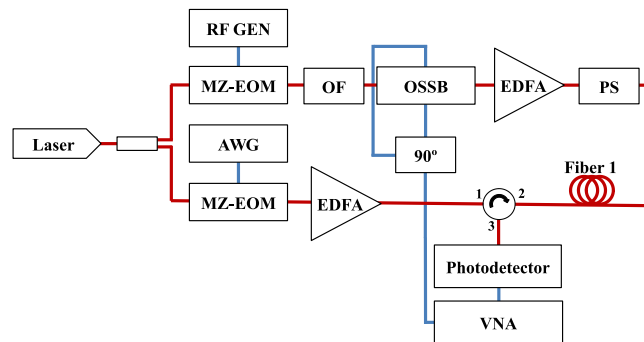 RF GEN
MZ-EOM
OF
OSSB
EDFA
PS
Laser
AWG
90º
MZ-EOM
EDFA
1
2
3
Fiber 1
Photodetector
VNA